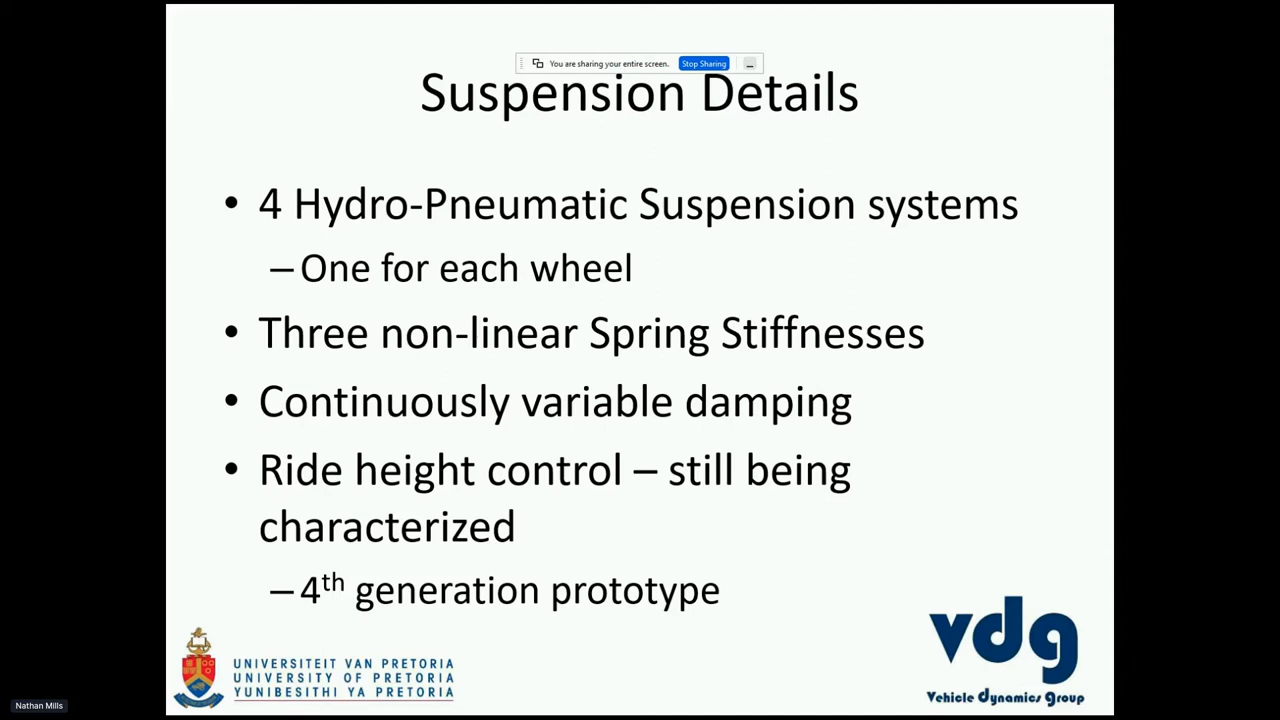 You are sharing your entire screen. Stop Sharing
Suspension Details
• 4 Hydro-Pneumatic Suspension systems
– One for each wheel
• Three non-linear Spring Stiffnesses
• Continuously variable damping
• Ride height control – still being
characterized
– 4th generation prototype
UNIVERSITEIT VAN PRETORIA
UNIVERSITY OF PRETORIA
YUNIBESITHI YA PRETORIA
vdg
Vehicle dynamics group
Nathan Mills